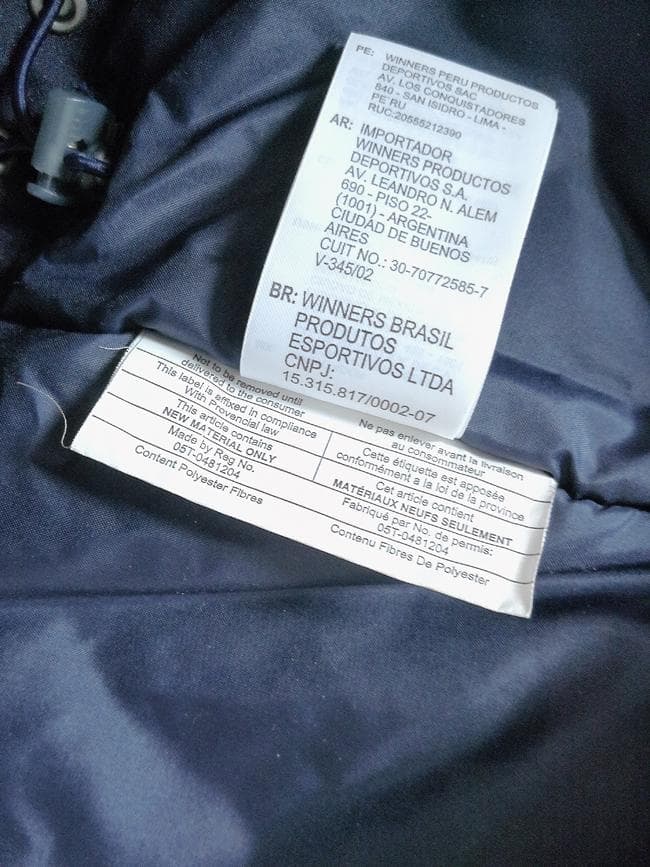 PE: WINNERS PERU PRODUCTOS
DEPORTIVOS SAC
AV. LOS CONQUISTADORES
840 - SAN ISIDRO - LIMA -
PERU
RUC:20555212390
AR: IMPORTADOR
WINNERS PRODUCTOS
DEPORTIVOS S.A.
AV. LEANDRO N. ALEM
690 - PISO 22-
(1001) - ARGENTINA
CIUDAD DE BUENOS
AIRES
CUIT NO.: 30-70772585-7
V-345/02
BR: WINNERS BRASIL
PRODUTOS
ESPORTIVOS LTDA
CNPJ:
15.315.817/0002-07
Not to be removed until
delivered to the consumer
This label is affixed in compliance
With Provencial law
This article contains
NEW MATERIAL ONLY
Made by Reg No.
05T-0481204
Content Polyester Fibres
Ne pas enlever avant la livraison
au consommateur
Cette étiquette est apposée
conformément a la loi de la province
Cet article contient
MATÉRIAUX NEUFS SEULEMENT
Fabriqué par No. de permis:
05T-0481204
Contenu Fibres De Polyester